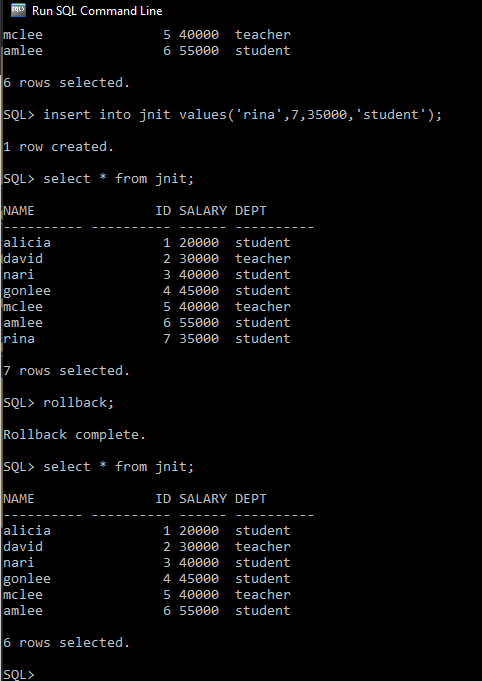 Run SQL Command Line
mclee                5 40000  teacher
amlee                6 55000  student
6 rows selected.
SQL> insert into jnit values('rina',7,35000,'student');
1 row created.
SQL> select * from jnit;
NAME               ID SALARY DEPT
---------- ---------- ------ ----------
alicia              1 20000  student
david               2 30000  teacher
nari                3 40000  student
gonlee              4 45000  student
mclee               5 40000  teacher
amlee               6 55000  student
rina                7 35000  student
7 rows selected.
SQL> rollback;
Rollback complete.
SQL> select * from jnit;
NAME               ID SALARY DEPT
---------- ---------- ------ ----------
alicia              1 20000  student
david               2 30000  teacher
nari                3 40000  student
gonlee              4 45000  student
mclee               5 40000  teacher
amlee               6 55000  student
6 rows selected.
SQL>